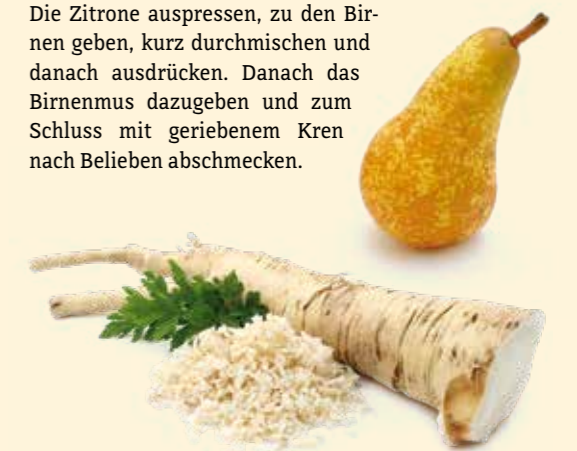 Die Zitrone auspressen, zu den Bir-
nen geben, kurz durchmischen und
danach ausdrücken. Danach das
Birnenmus dazugeben und zum
Schluss mit geriebenem Kren
nach Belieben abschmecken.